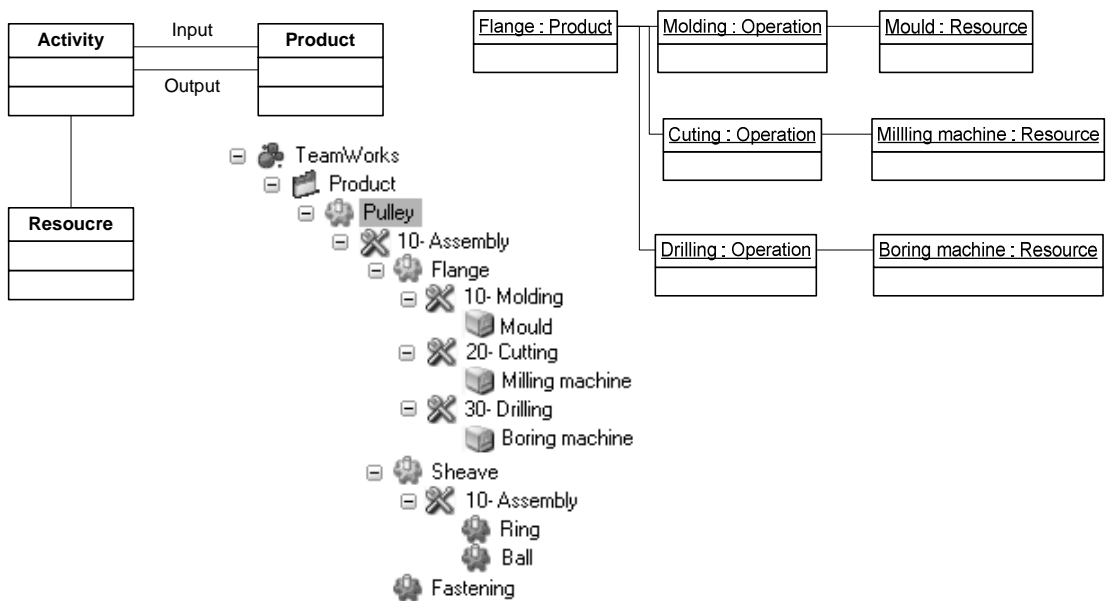 Activity
Input
Product
Output
Resoucre
Flange : Product
Molding : Operation
Mould : Resource
Cuting : Operation
Millling machine : Resource
Drilling : Operation
Boring machine : Resource
TeamWorks
Product
Pulley
10- Assembly
Flange
10- Molding
Mould
20- Cutting
Milling machine
30- Drilling
Boring machine
Sheave
10- Assembly
Ring
Ball
Fastening